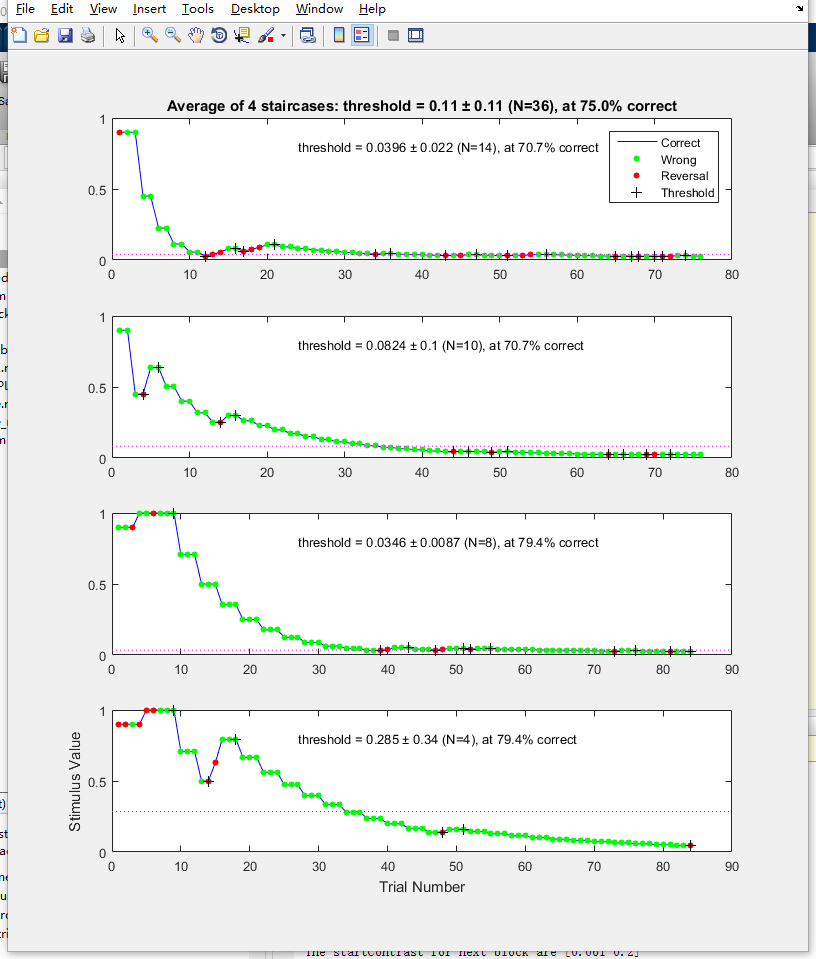 File Edit View Insert Tools Desktop Window Help
Average of 4 staircases: threshold = 0.11 ± 0.11 (N=36), at 75.0% correct
1
threshold = 0.0396 ± 0.022 (N=14), at 70.7% correct
Correct
Wrong
Reversal
Threshold
0.5
0
0 10 20 30 40 50 60 70 80
1
threshold = 0.0824 ± 0.1 (N=10), at 70.7% correct
0.5
0
0 10 20 30 40 50 60 70 80
1
threshold = 0.0346 ± 0.0087 (N=8), at 79.4% correct
0.5
0
0 10 20 30 40 50 60 70 80 90
1
threshold = 0.285 ± 0.34 (N=4), at 79.4% correct
0.5
0
Stimulus Value
0 10 20 30 40 50 60 70 80 90
Trial Number
The startContrast for next block are [0.061 0.2]